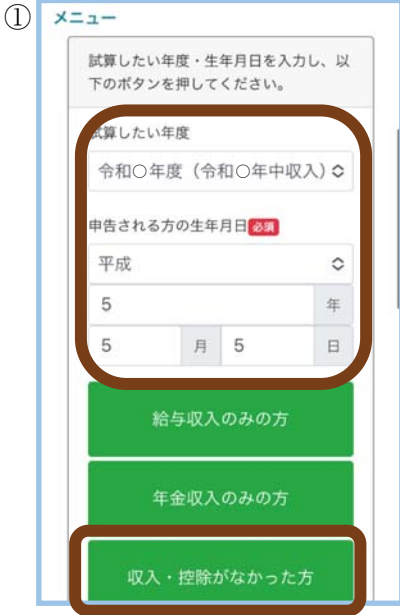 ①
メニュー
試算したい年度・生年月日を入力し、以
下のボタンを押してください。
試算したい年度
令和○年度（令和○年中収入）
申告される方の生年月日 必須
平成
5 年
5 月 5 日
給与収入のみの方
年金収入のみの方
収入・控除がなかった方